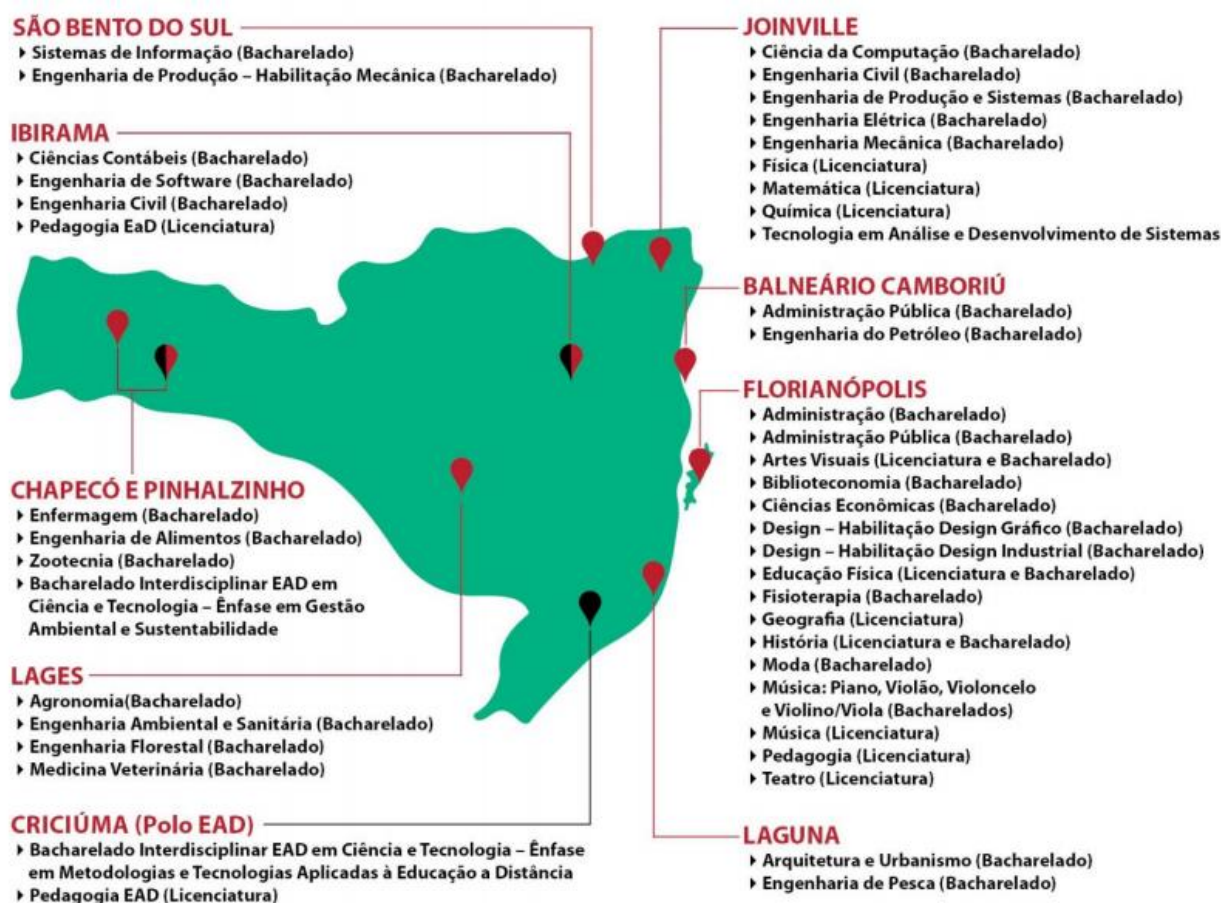 SÃO BENTO DO SUL
Sistemas de Informação (Bacharelado)
Engenharia de Produção – Habilitação Mecânica (Bacharelado)
IBIRAMA
Ciências Contábeis (Bacharelado)
Engenharia de Software (Bacharelado)
Engenharia Civil (Bacharelado)
Pedagogia EaD (Licenciatura)
CHAPECÓ E PINHALZINHO
Enfermagem (Bacharelado)
Engenharia de Alimentos (Bacharelado)
Zootecnia (Bacharelado)
Bacharelado Interdisciplinar EAD em
Ciência e Tecnologia – Ênfase em Gestão
Ambiental e Sustentabilidade
LAGES
Agronomia(Bacharelado)
Engenharia Ambiental e Sanitária (Bacharelado)
Engenharia Florestal (Bacharelado)
Medicina Veterinária (Bacharelado)
CRICIÚMA (Polo EAD)
Bacharelado Interdisciplinar EAD em Ciência e Tecnologia – Ênfase
em Metodologias e Tecnologias Aplicadas à Educação a Distância
Pedagogia EAD (Licenciatura)
JOINVILLE
Ciência da Computação (Bacharelado)
Engenharia Civil (Bacharelado)
Engenharia de Produção e Sistemas (Bacharelado)
Engenharia Elétrica (Bacharelado)
Engenharia Mecânica (Bacharelado)
Física (Licenciatura)
Matemática (Licenciatura)
Química (Licenciatura)
Tecnologia em Análise e Desenvolvimento de Sistemas
BALNEÁRIO CAMBORIÚ
Administração Pública (Bacharelado)
Engenharia do Petróleo (Bacharelado)
FLORIANÓPOLIS
Administração (Bacharelado)
Administração Pública (Bacharelado)
Artes Visuais (Licenciatura e Bacharelado)
Biblioteconomia (Bacharelado)
Ciências Econômicas (Bacharelado)
Design – Habilitação Design Gráfico (Bacharelado)
Design – Habilitação Design Industrial (Bacharelado)
Educação Física (Licenciatura e Bacharelado)
Fisioterapia (Bacharelado)
Geografia (Licenciatura)
História (Licenciatura e Bacharelado)
Moda (Bacharelado)
Música: Piano, Violão, Violoncelo
e Violino/Viola (Bacharelados)
Música (Licenciatura)
Pedagogia (Licenciatura)
Teatro (Licenciatura)
LAGUNA
Arquitetura e Urbanismo (Bacharelado)
Engenharia de Pesca (Bacharelado)